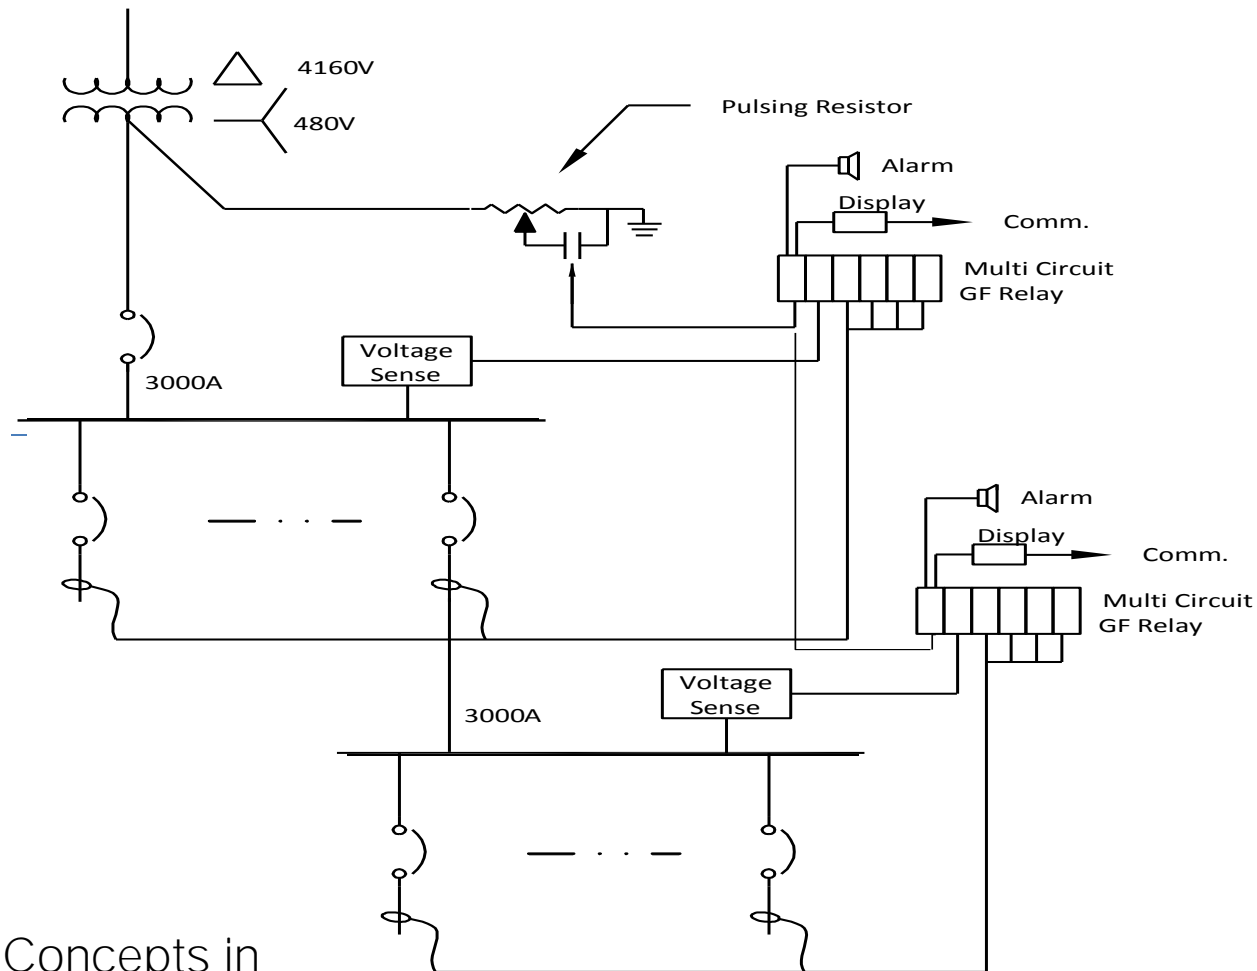 4160V
480V
Pulsing Resistor
Alarm
Display
Comm.
Multi Circuit
GF Relay
Voltage
Sense
3000A
Alarm
Display
Comm.
Multi Circuit
GF Relay
Voltage
Sense
3000A
Concepts in